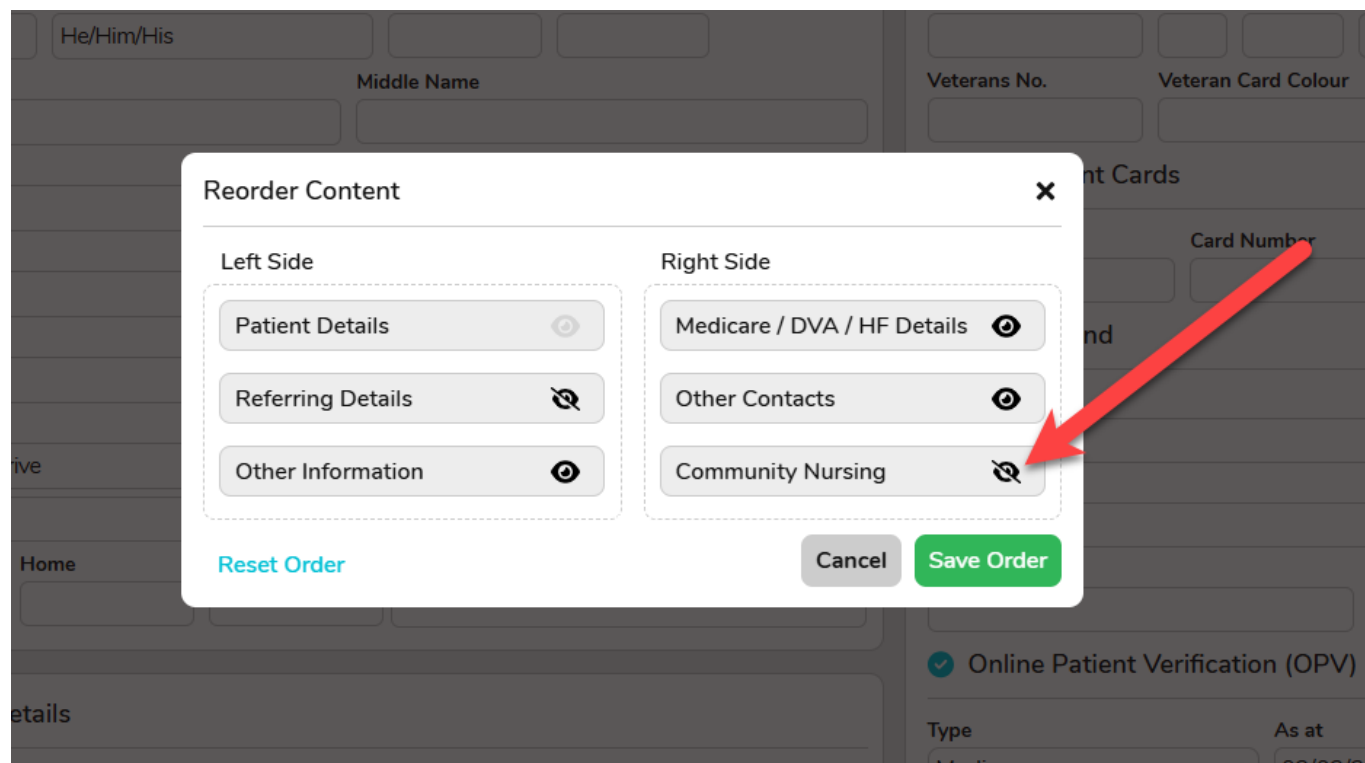 He/Him/His
Middle Name
Veterans No. Veteran Card Colour
Reorder Content
nt Cards
Card Number
Left Side Right Side
Patient Details Medicare / DVA / HF Details
nd
Referring Details Other Contacts
Other Information Community Nursing
rive
Reset Order Cancel Save Order
Home
Online Patient Verification (OPV)
etails
Type As at